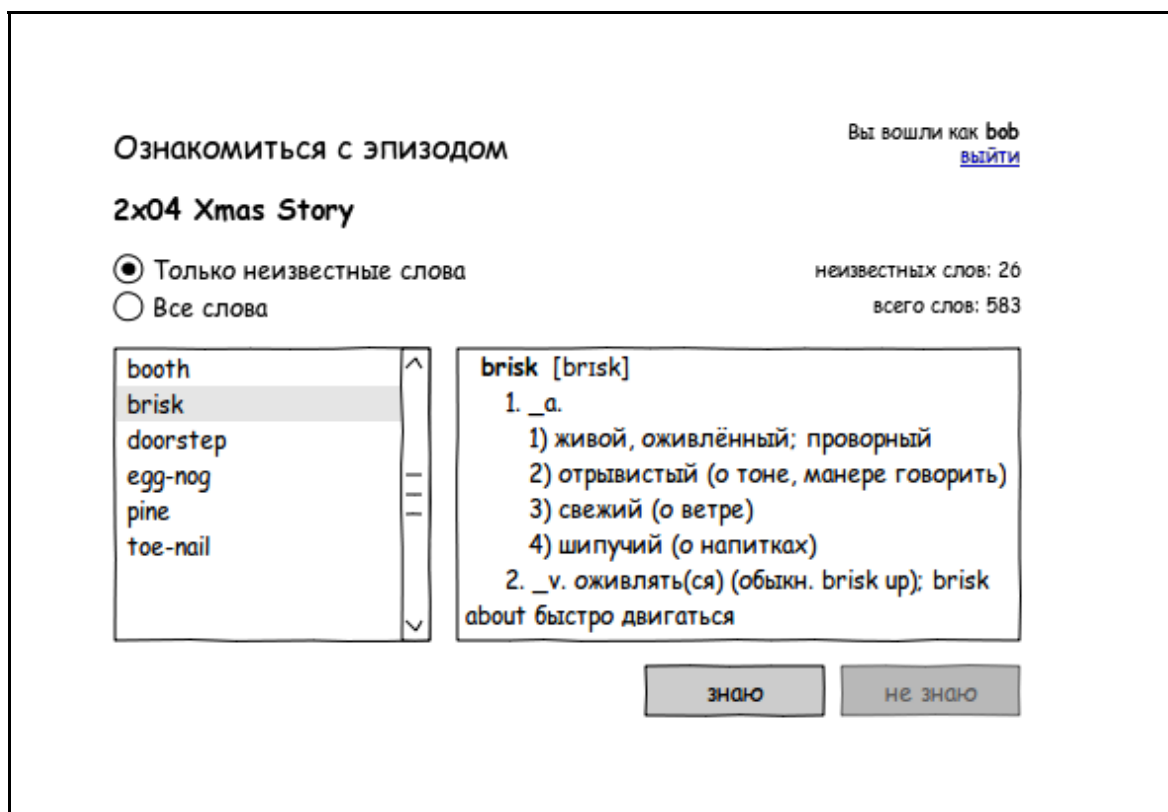 Ознакомиться с эпизодом
Вы вошли как bob
выйти
2x04 Xmas Story
Только неизвестные слова
Все слова
неизвестных слов: 26
всего слов: 583
booth
brisk
doorstep
egg-nog
pine
toe-nail
brisk [brɪsk]
1. _a.
1) живой, оживлённый; проворный
2) отрывистый (о тоне, манере говорить)
3) свежий (о ветре)
4) шипучий (о напитках)
2. _v. оживлять(ся) (обыкн. brisk up); brisk
about быстро двигаться
знаю
не знаю